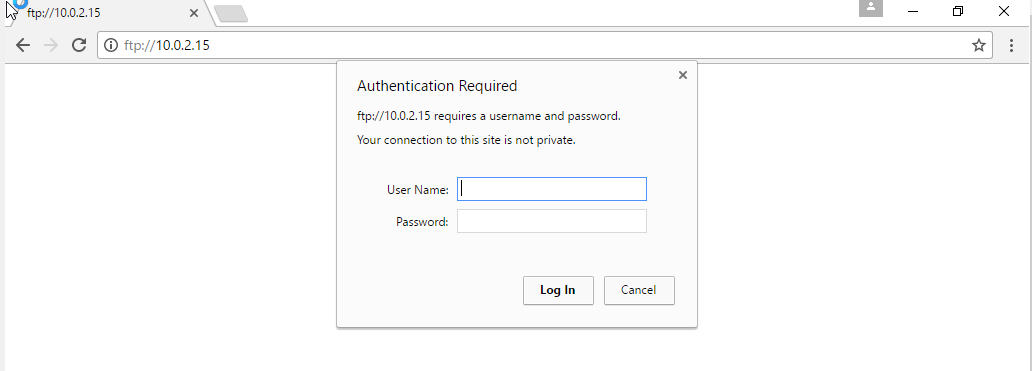 ftp://10.0.2.15
ftp://10.0.2.15
Authentication Required
ftp://10.0.2.15 requires a username and password.
Your connection to this site is not private.
User Name:
Password:
Log In
Cancel